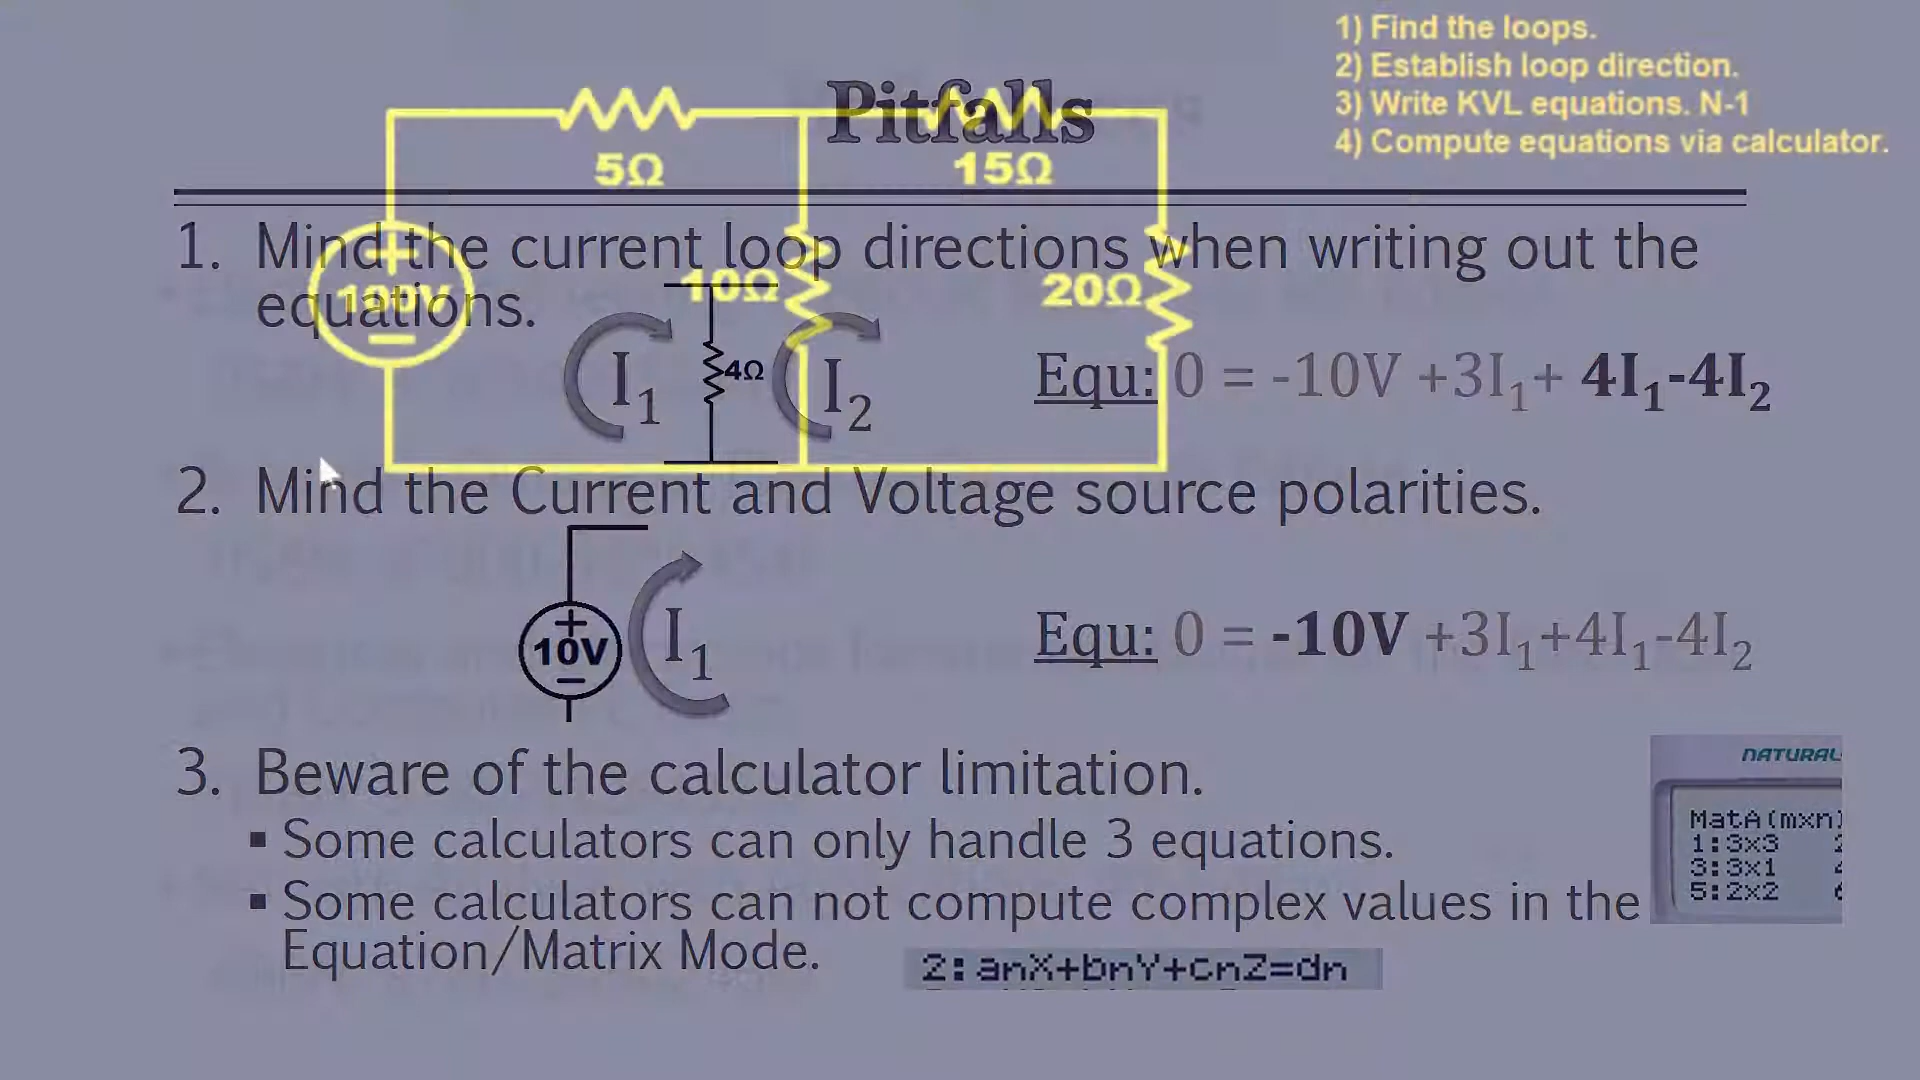 1) Find the loops.
2) Establish loop direction.
3) Write KVL equations. N-1
4) Compute equations via calculator.
Pitfalls
5Ω
15Ω
1. Mind the current loop directions when writing out the
equations.
100V
10Ω
20Ω
I1
4Ω
I2
Equ: 0 = -10V +3I1+ 4I1-4I2
2. Mind the Current and Voltage source polarities.
10V
I1
Equ: 0 = -10V +3I1+4I1-4I2
3. Beware of the calculator limitation.
▪ Some calculators can only handle 3 equations.
▪ Some calculators can not compute complex values in the
Equation/Matrix Mode.
NATURAL
MatA(mxn)
1:3x3
3:3x1
5:2x2
2:anX+bnY+cnZ=dn